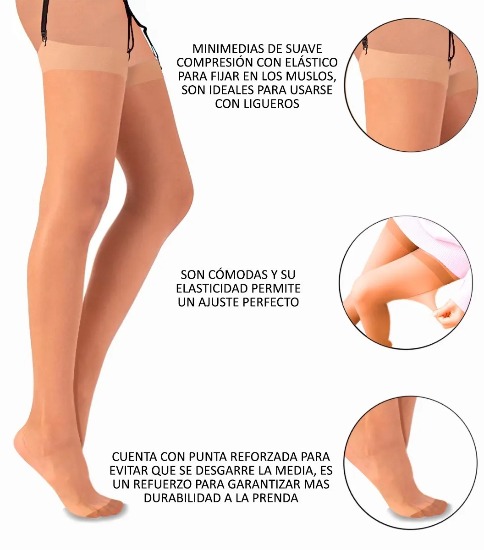 MINIMEDIAS DE SUAVE
COMPRESIÓN CON ELÁSTICO
PARA FIJAR EN LOS MUSLOS,
SON IDEALES PARA USARSE
CON LIGUEROS
SON CÓMODAS Y SU
ELASTICIDAD PERMITE
UN AJUSTE PERFECTO
CUENTA CON PUNTA REFORZADA PARA
EVITAR QUE SE DESGARRE LA MEDIA, ES
UN REFUERZO PARA GARANTIZAR MAS
DURABILIDAD A LA PRENDA